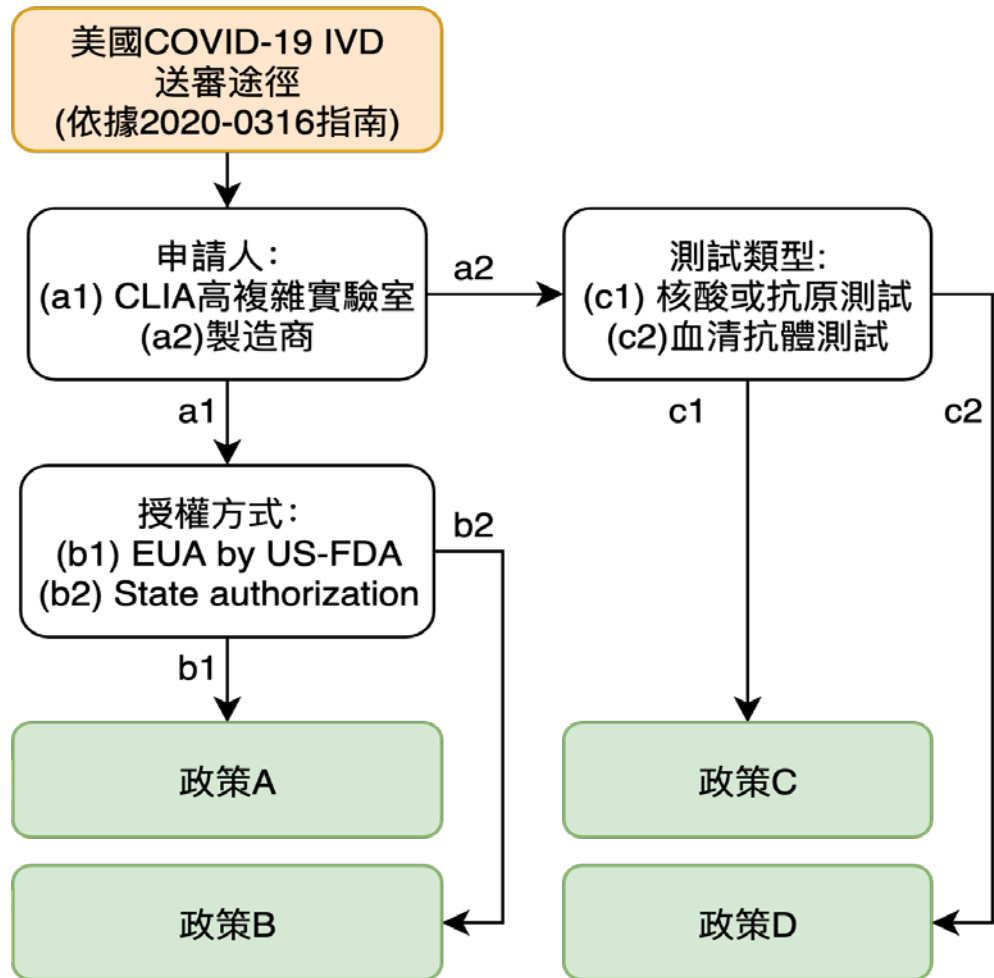 美國COVID-19 IVD
送審途徑
(依據2020-0316指南)
申請人：
(a1) CLIA高複雜實驗室
(a2)製造商
a2
測試類型:
(c1) 核酸或抗原測試
(c2)血清抗體測試
a1
c1
c2
授權方式：
(b1) EUA by US-FDA
(b2) State authorization
b2
b1
政策A
政策C
政策B
政策D